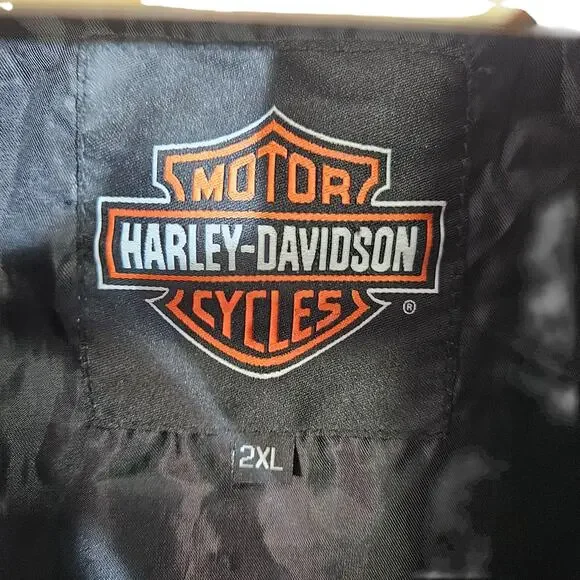 MOTOR
HARLEY-DAVIDSON
CYCLES
®
2XL